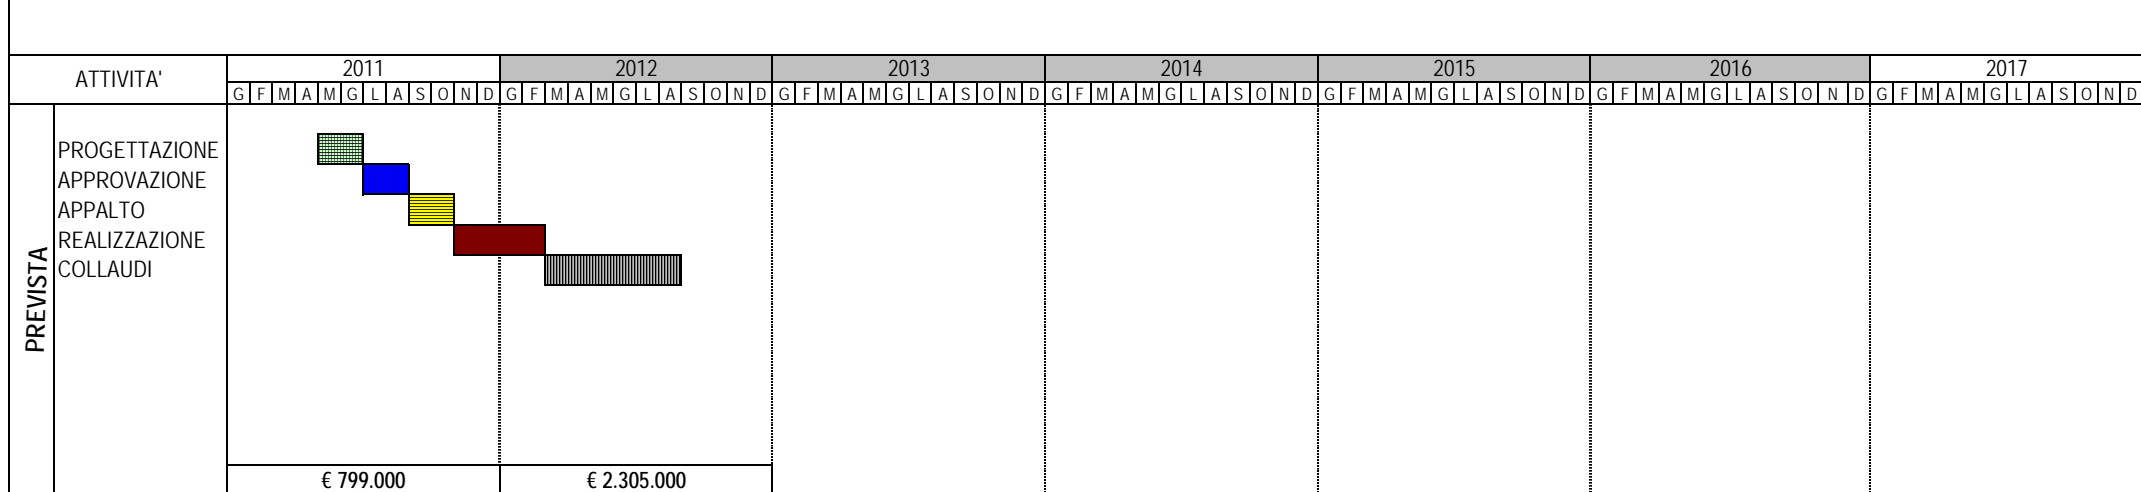 ATTIVITA' 2011 2012 2013 2014 2015 2016 2017
G F M A M G L A S O N D G F M A M G L A S O N D G F M A M G L A S O N D G F M A M G L A S O N D G F M A M G L A S O N D G F M A M G L A S O N D G F M A M G L A S O N D
PREVISTA
PROGETTAZIONE
APPROVAZIONE
APPALTO
REALIZZAZIONE
COLLAUDI
€ 799.000 € 2.305.000